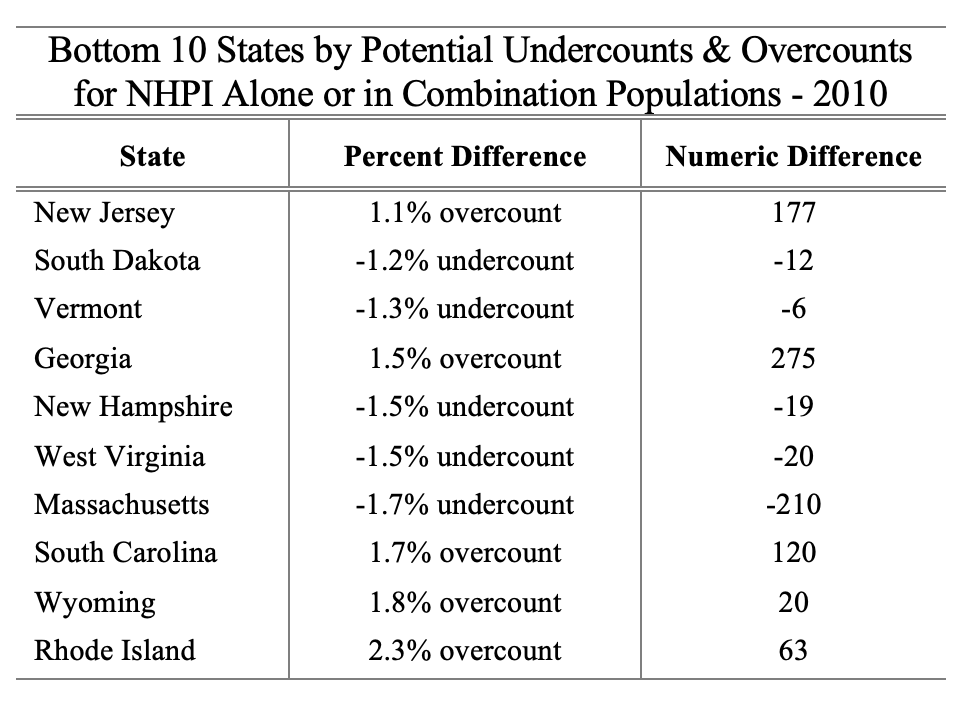 Bottom 10 States by Potential Undercounts & Overcounts
for NHPI Alone or in Combination Populations - 2010
State Percent Difference Numeric Difference
New Jersey 1.1% overcount 177
South Dakota -1.2% undercount -12
Vermont -1.3% undercount -6
Georgia 1.5% overcount 275
New Hampshire -1.5% undercount -19
West Virginia -1.5% undercount -20
Massachusetts -1.7% undercount -210
South Carolina 1.7% overcount 120
Wyoming 1.8% overcount 20
Rhode Island 2.3% overcount 63